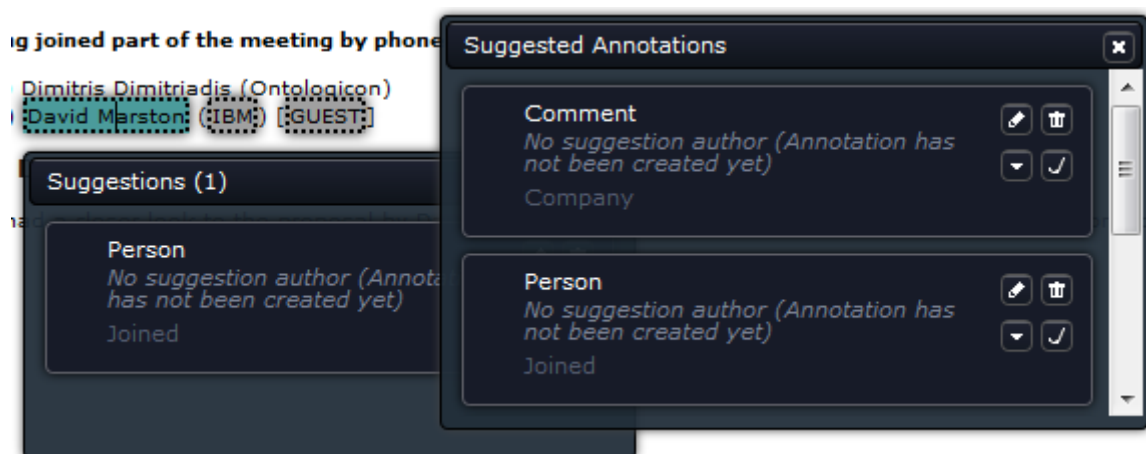 g joined part of the meeting by phone
Dimitris Dimitriadis (Ontologicon)
David Marston (IBM) [GUEST]
Suggestions (1)
Person
No suggestion author (Annota
has not been created yet)
Joined
Suggested Annotations
Comment
No suggestion author (Annotation has
not been created yet)
Company
Person
No suggestion author (Annotation has
not been created yet)
Joined